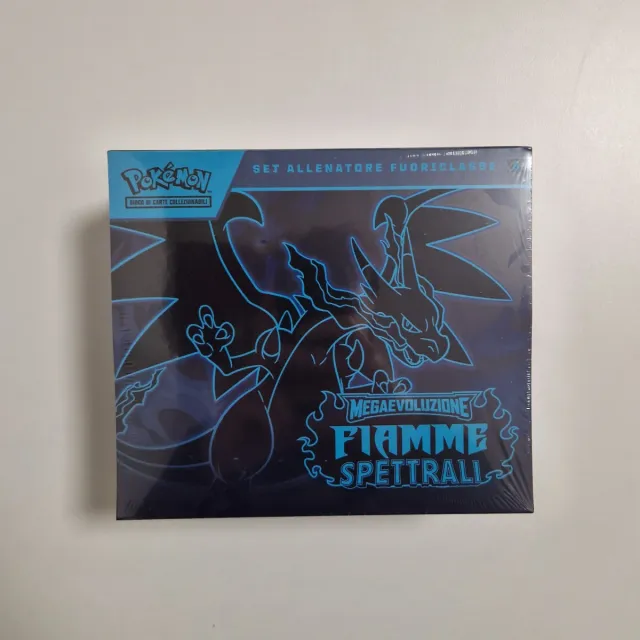 Pokémon
GIOCO DI CARTE COLLEZIONABILI
SET ALLENATORE FUORICLASSE
MEGAEVOLUZIONE
FIAMME
SPETTRALI